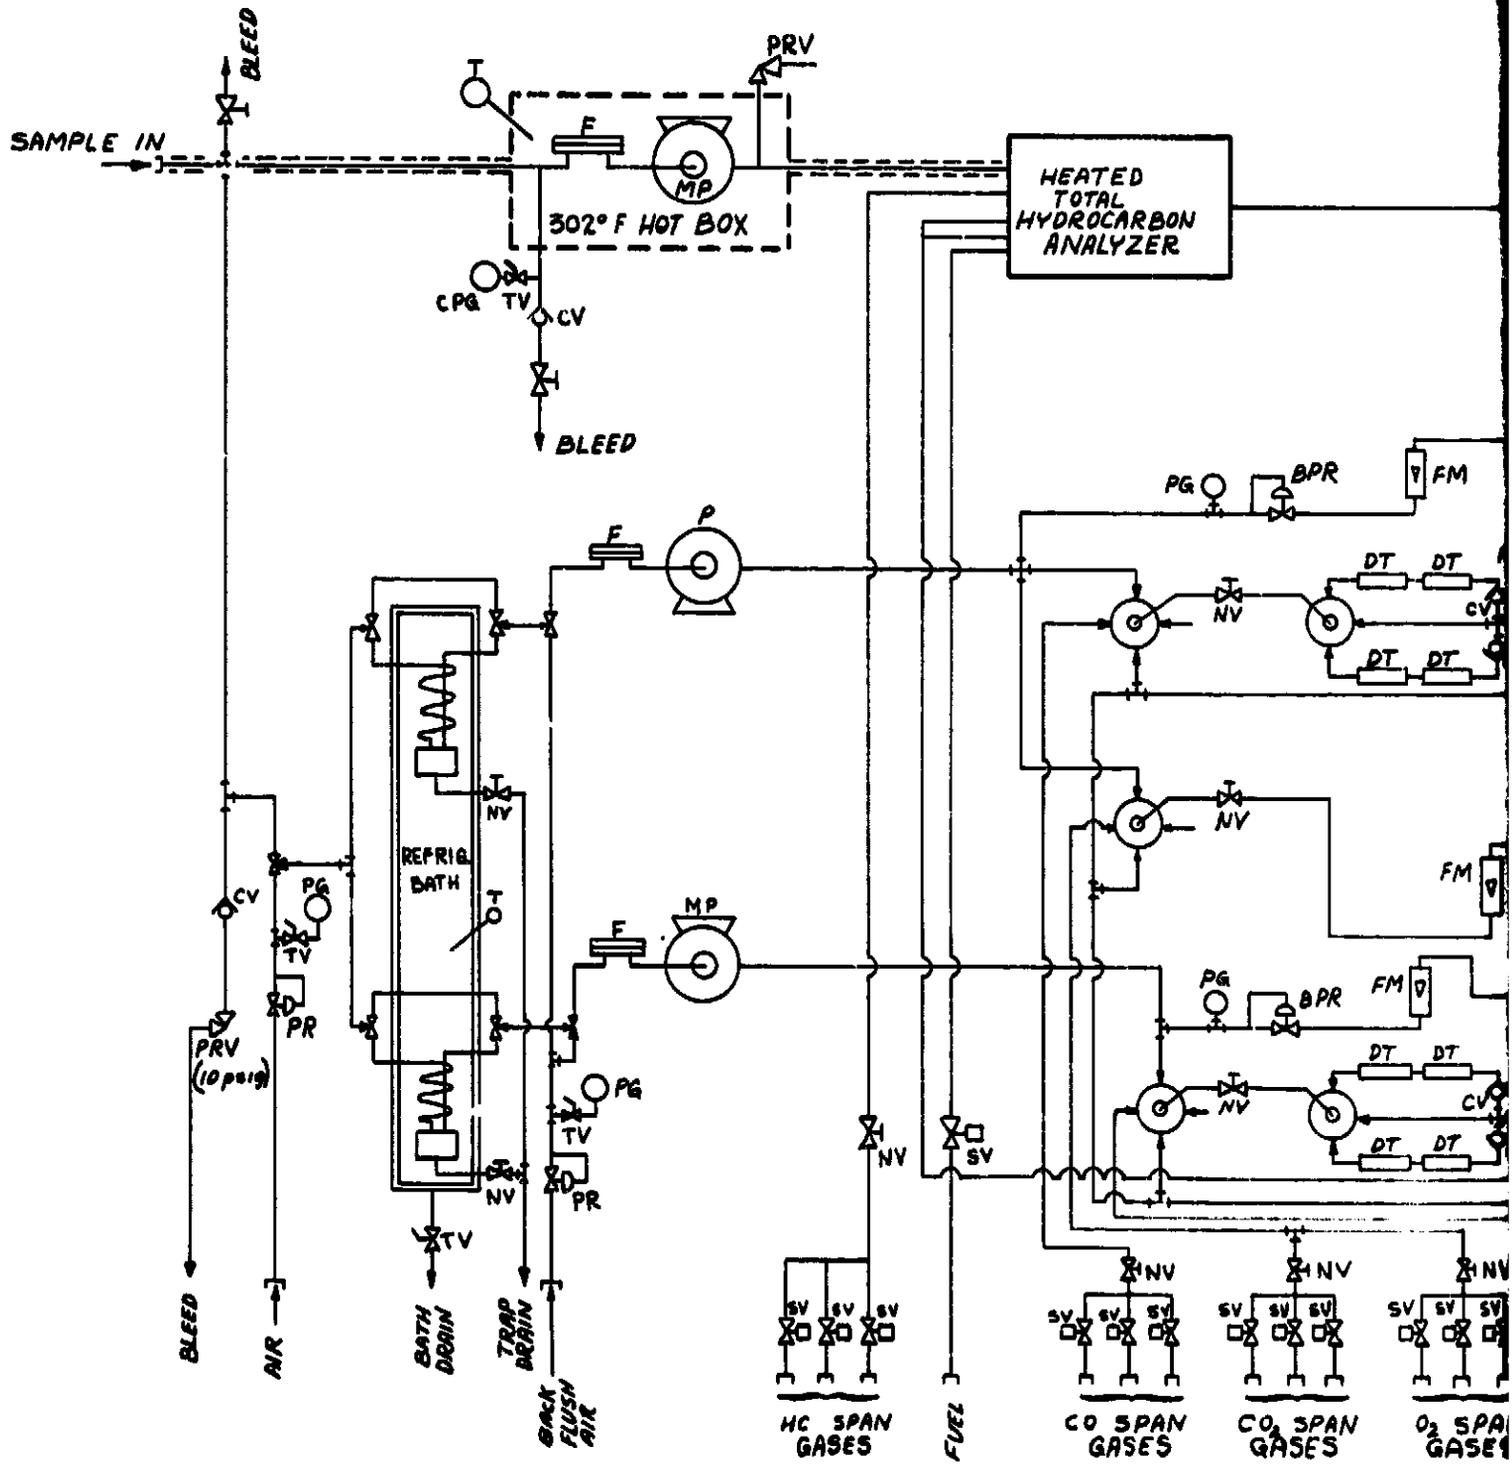 BLEED
PRV
T
SAMPLE IN
F
MP
302° F HOT BOX
HEATED
TOTAL
HYDROCARBON
ANALYZER
CPG
TV
CV
BLEED
PG
BPR
FM
P
F
DT
DT
NV
CV
DT
DT
NV
NV
REFRIG.
BATH
PG
CV
TV
T
MP
F
FM
PR
PRV
(10 psig)
PG
BPR
FM
DT
DT
PG
NV
CV
TV
DT
DT
NV
SV
NV
PR
TV
NV
NV
NV
BLEED
AIR
BATH
DRAIN
TRAP
DRAIN
BACK
FLUSH
AIR
SV
SV
SV
SV
SV
SV
SV
SV
SV
SV
SV
SV
HC SPAN
GASES
FUEL
CO SPAN
GASES
CO2 SPAN
GASES
O2 SPA
GASES